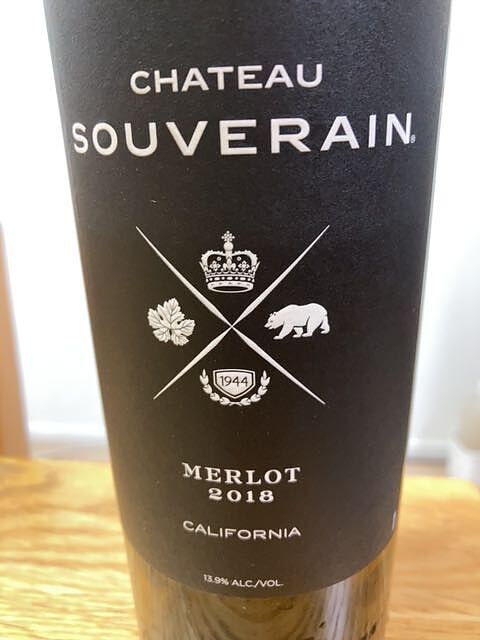 CHATEAU
SOUVERAIN®
1944
MERLOT
2018
CALIFORNIA
13.9% ALC./VOL.